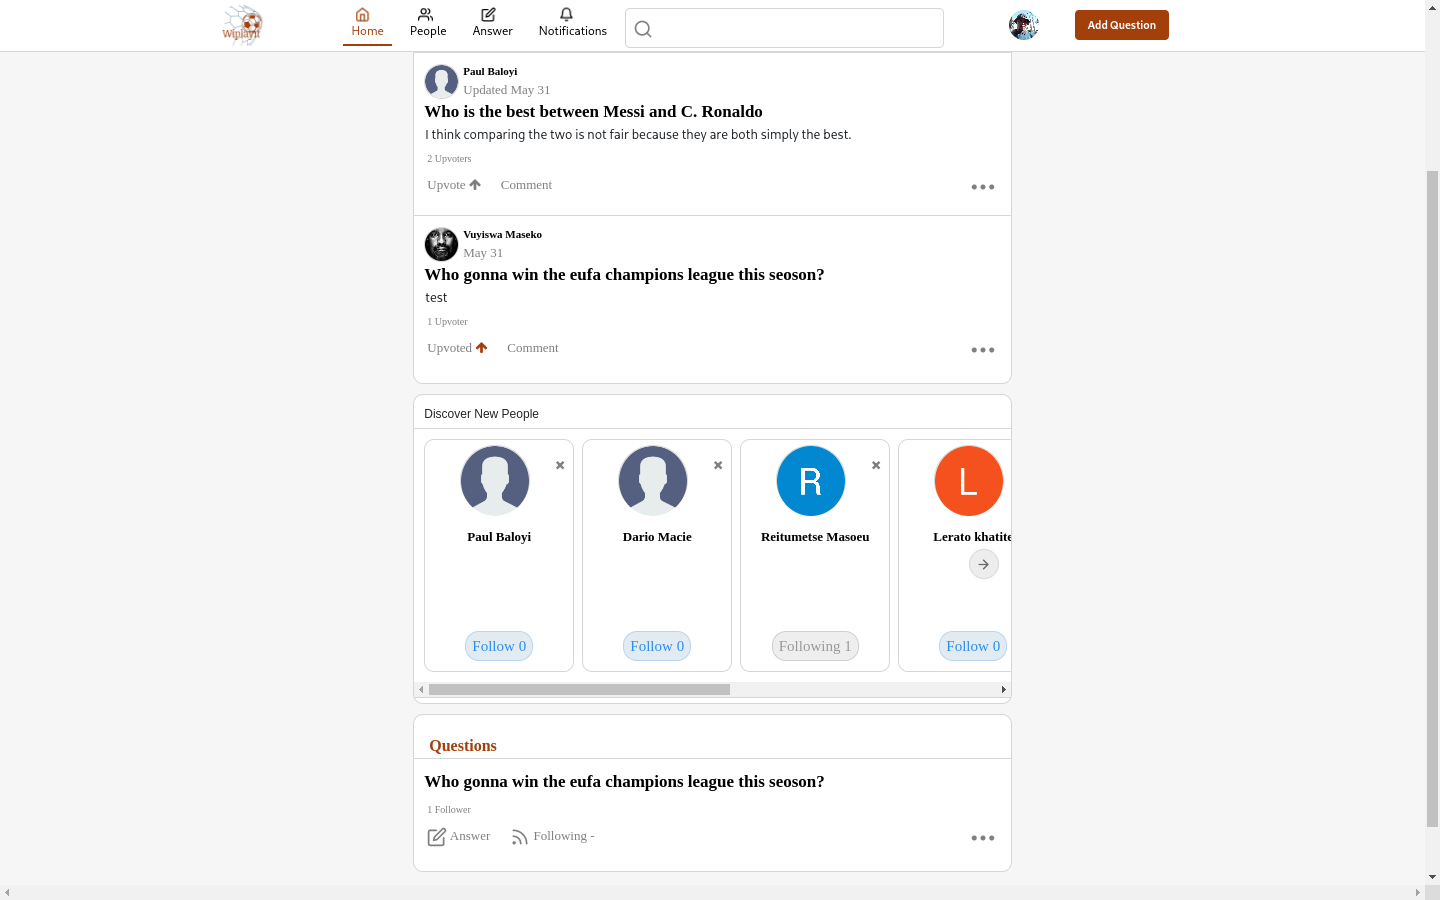 Wiplayit
Home
People
Answer
Notifications
Add Question
Paul Baloyi
Updated May 31
Who is the best between Messi and C. Ronaldo
I think comparing the two is not fair because they are both simply the best.
2 Upvoters
Upvote
Comment
Vuyiswa Maseko
May 31
Who gonna win the eufa champions league this seoson?
test
1 Upvoter
Upvoted
Comment
Discover New People
R
L
Paul Baloyi
Dario Macie
Reitumetse Masoeu
Lerato khatite
Follow 0
Follow 0
Following 1
Follow 0
Questions
Who gonna win the eufa champions league this seoson?
1 Follower
Answer
Following -